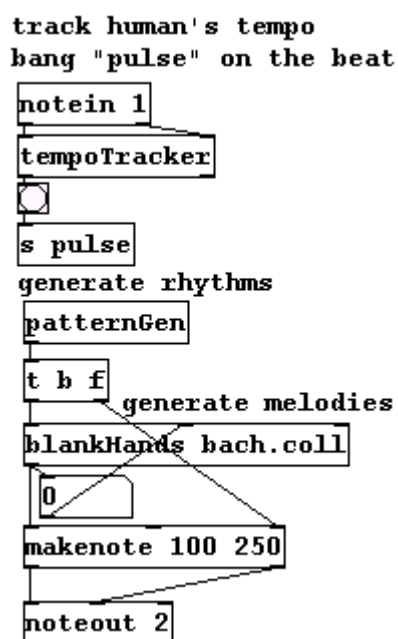 track human's tempo
bang "pulse" on the beat
notein 1
tempoTracker
s pulse
generate rhythms
patternGen
t b f
generate melodies
blankHands bach.coll
0
makenote 100 250
noteout 2